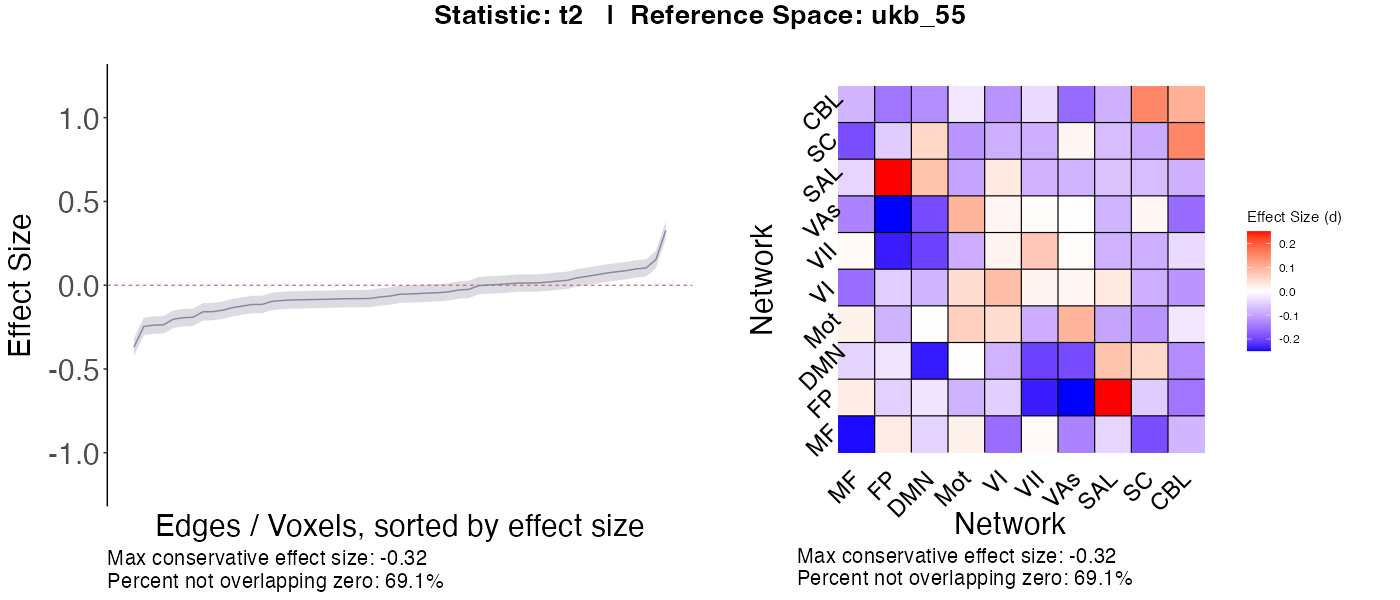 Statistic: t2 | Reference Space: ukb_55
Effect Size
1.0
0.5
0.0
-0.5
-1.0
Edges / Voxels, sorted by effect size
Max conservative effect size: -0.32
Percent not overlapping zero: 69.1%
Network
CBL
SC
SAL
VAs
VII
VI
Mot
DMN
FP
MF
MF
FP
DMN
Mot
VI
VII
VAs
SAL
SC
CBL
Network
Max conservative effect size: -0.32
Percent not overlapping zero: 69.1%
Effect Size (d)
0.2
0.1
0.0
-0.1
-0.2